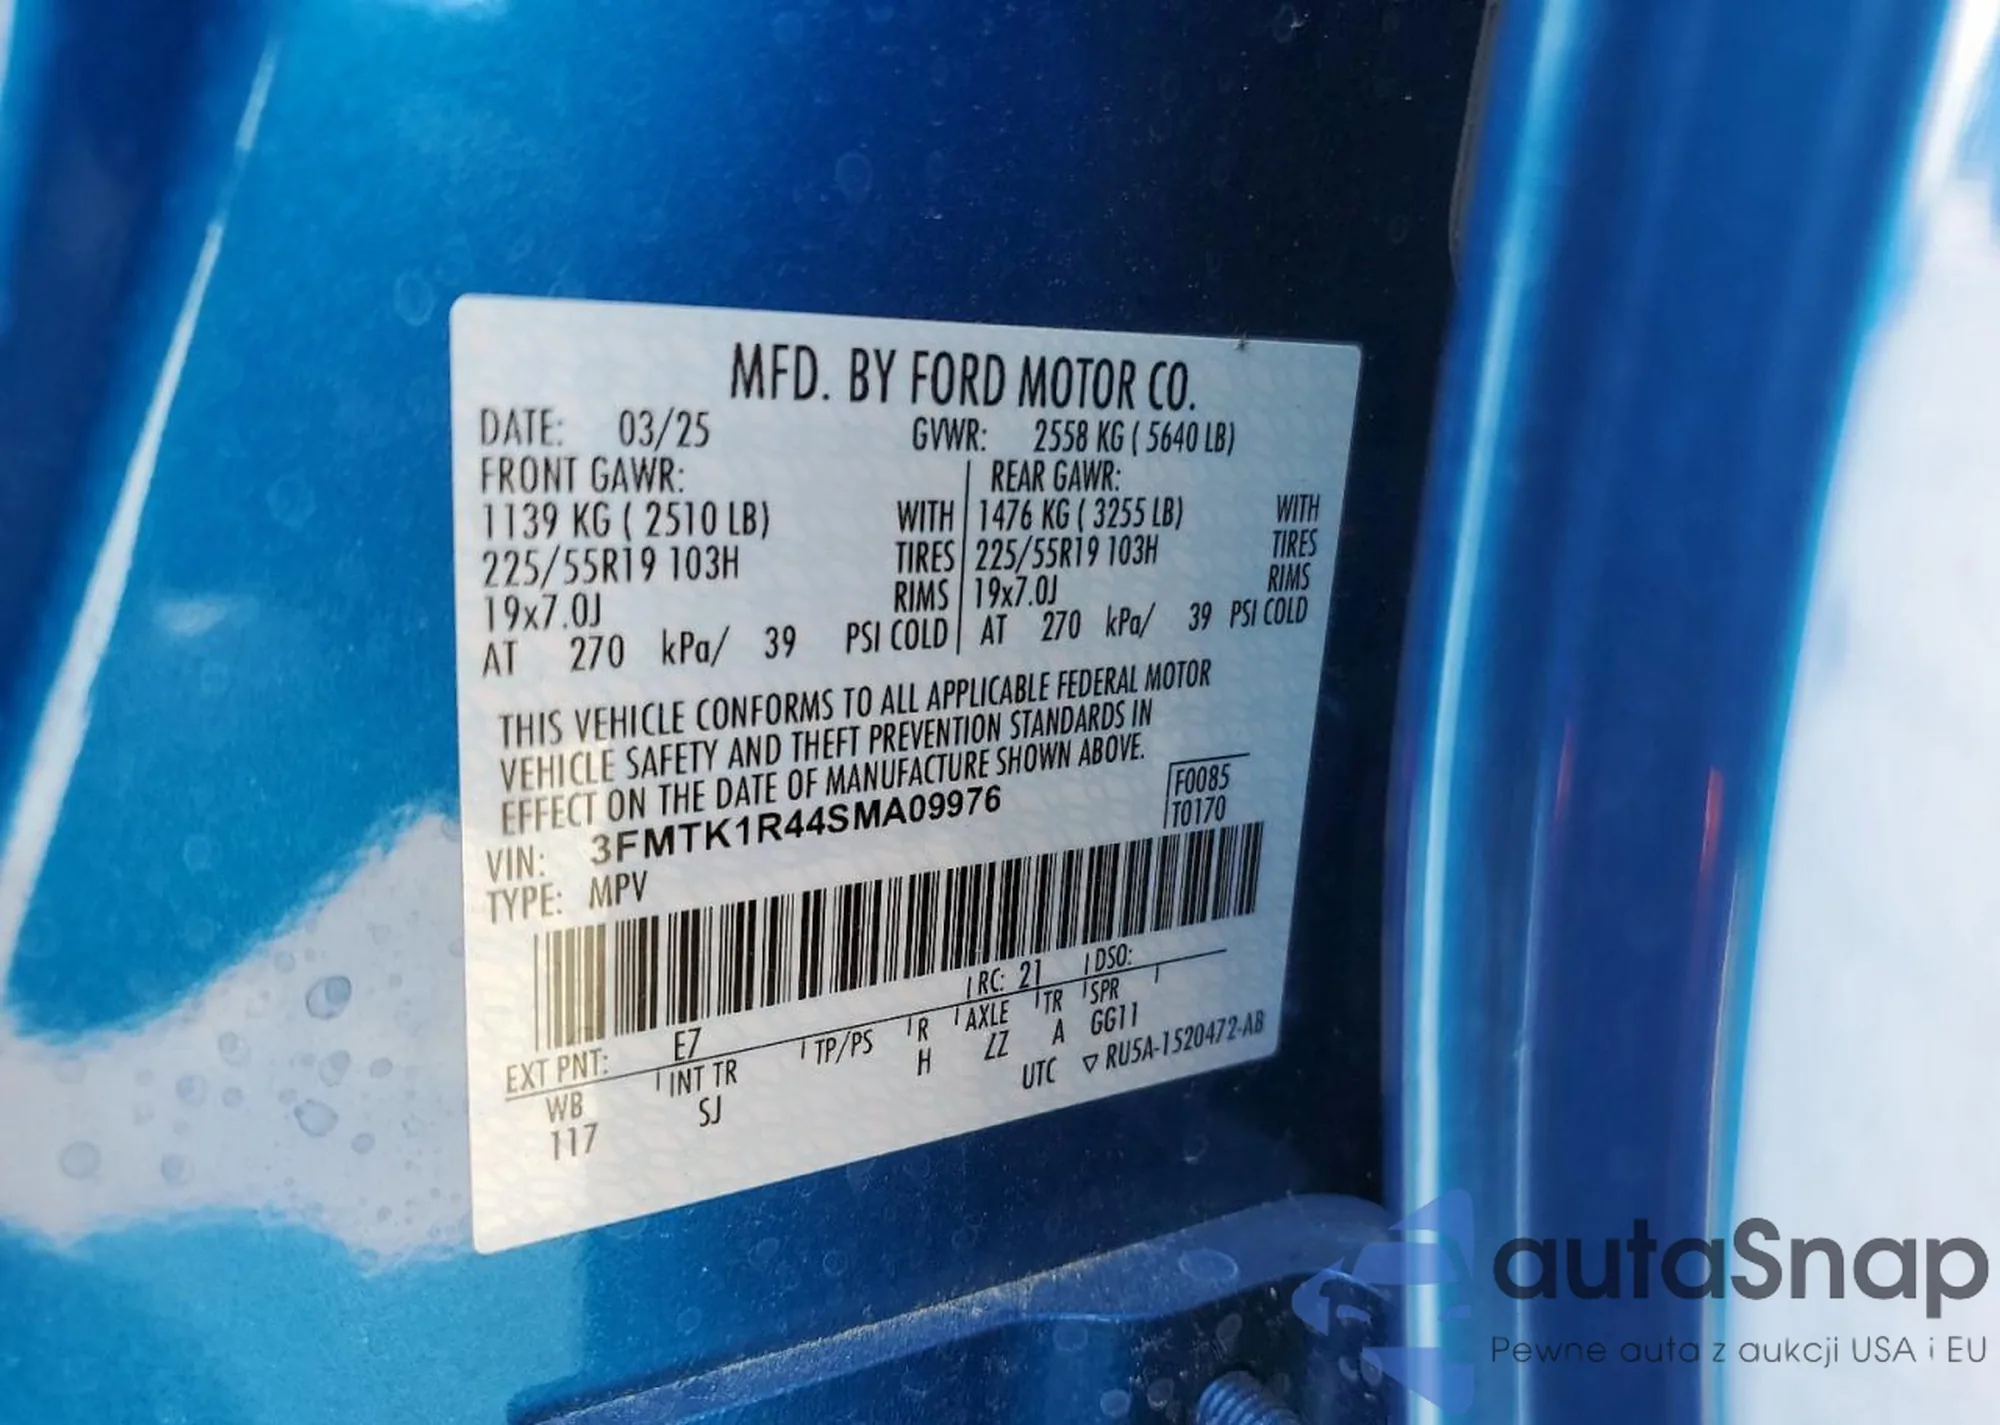 MFD. BY FORD MOTOR CO.
DATE: 03/25 GVWR: 2558 KG ( 5640 LB)
FRONT GAWR: REAR GAWR:
1139 KG ( 2510 LB) WITH 1476 KG ( 3255 LB) WITH
225/55R19 103H TIRES 225/55R19 103H TIRES
19x7.0J RIMS 19x7.0J RIMS
AT 270 kPa/ 39 PSI COLD AT 270 kPa/ 39 PSI COLD
THIS VEHICLE CONFORMS TO ALL APPLICABLE FEDERAL MOTOR
VEHICLE SAFETY AND THEFT PREVENTION STANDARDS IN
EFFECT ON THE DATE OF MANUFACTURE SHOWN ABOVE.
F0085
VIN: 3FMTK1R44SMA09976 T0170
TYPE: MPV
EXT PNT: E7 RC: 21 DSO:
WB INT TR TP/PS R AXLE TR SPR
117 SJ H ZZ A GG11
UTC ▽ RU5A-1520472-AB
autaSnap
Pewne auta z aukcji USA i EU